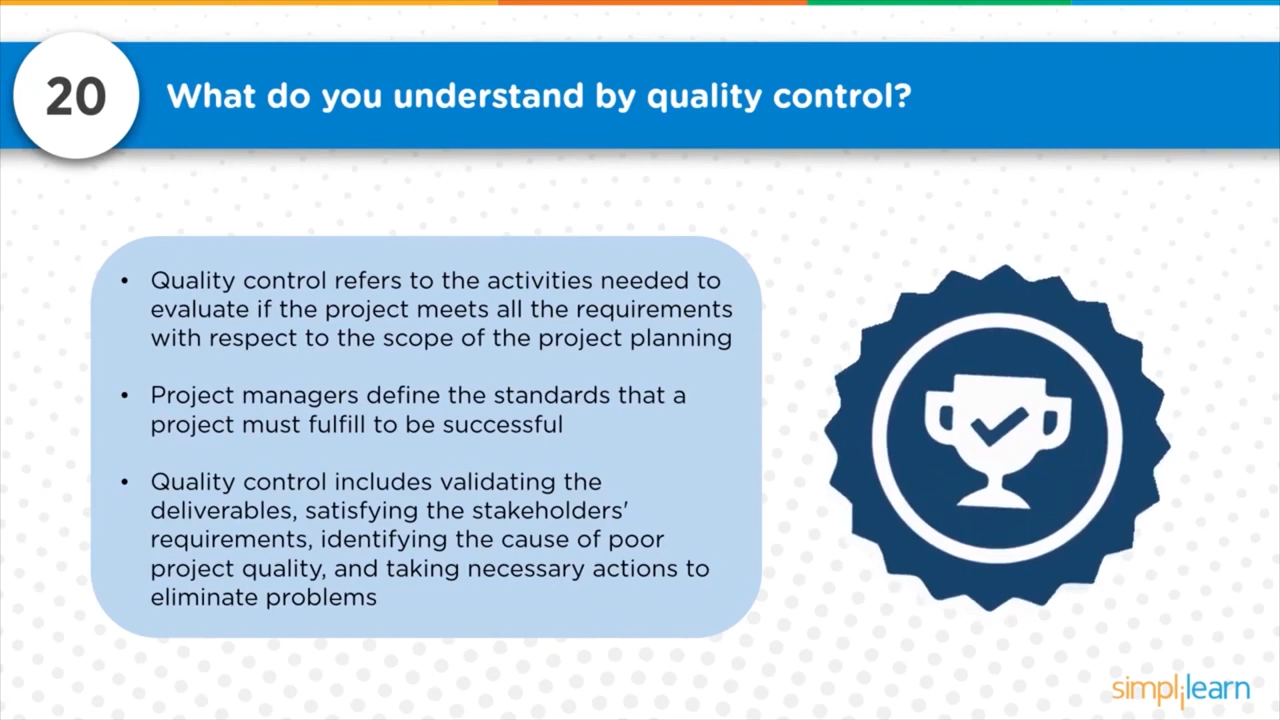 20
What do you understand by quality control?
• Quality control refers to the activities needed to
evaluate if the project meets all the requirements
with respect to the scope of the project planning
• Project managers define the standards that a
project must fulfill to be successful
• Quality control includes validating the
deliverables, satisfying the stakeholders'
requirements, identifying the cause of poor
project quality, and taking necessary actions to
eliminate problems
simplilearn